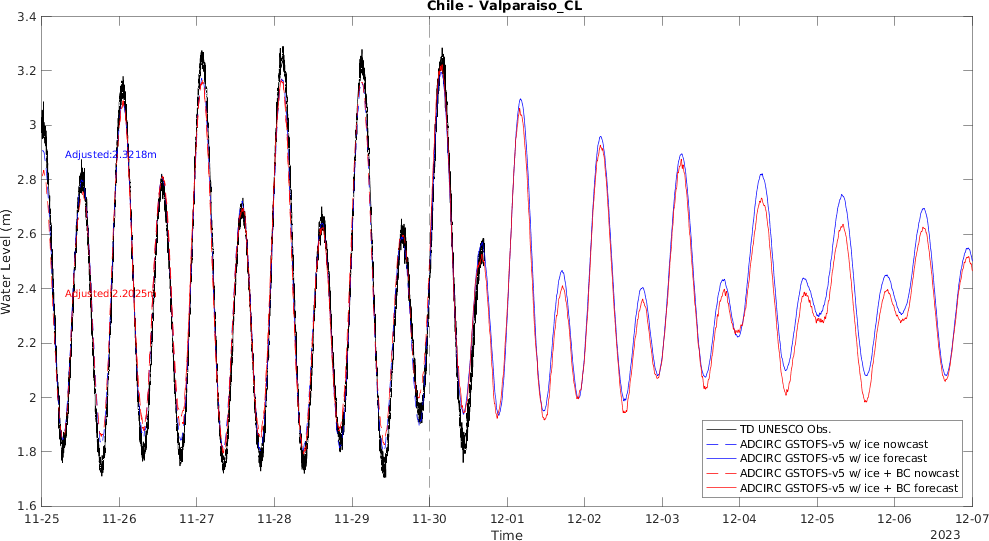 Chile - Valparaiso_CL
3.4
3.2
3
2.8
2.6
2.4
2.2
2
1.8
1.6
Water Level (m)
Adjusted:2.3218m
Adjusted:2.2025m
TD UNESCO Obs.
ADCIRC GSTOFS-v5 w/ ice nowcast
ADCIRC GSTOFS-v5 w/ ice forecast
ADCIRC GSTOFS-v5 w/ ice + BC nowcast
ADCIRC GSTOFS-v5 w/ ice + BC forecast
11-25 11-26 11-27 11-28 11-29 11-30 12-01 12-02 12-03 12-04 12-05 12-06 12-07
Time
2023